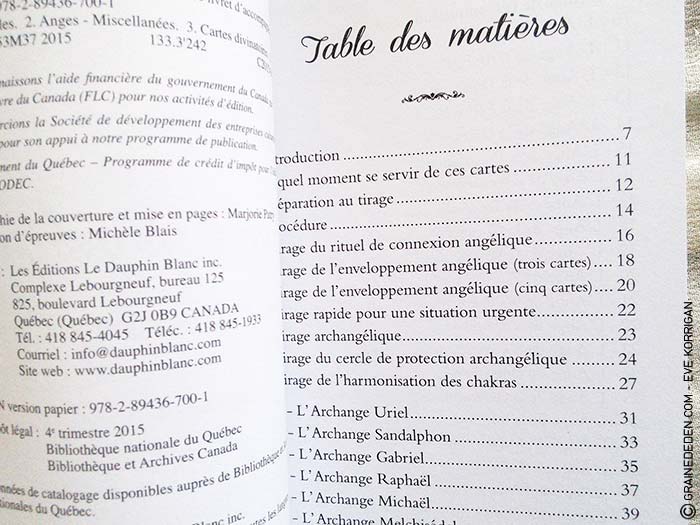 978-2-89436-700-1
les. 2. Anges - Miscellanées. 3. Cartes divinatoires
53M37 2015 133.3'242
naissons l'aide financière du gouvernement du Canada
vre du Canada (FLC) pour nos activités d'édition.
rcions la Société de développement des entreprises
pour son appui à notre programme de publication.
ment du Québec – Programme de crédit d'impôt pour
ODEC.
hie de la couverture et mise en pages : Marjorie
on d'épreuves : Michèle Blais
: Les Éditions Le Dauphin Blanc inc.
Complexe Lebourgneuf, bureau 125
825, boulevard Lebourgneuf
Québec (Québec) G2J 0B9 CANADA
Tél. : 418 845-4045 Téléc. : 418 845-1933
Courriel : info@dauphinblanc.com
Site web : www.dauphinblanc.com
N version papier : 978-2-89436-700-1
ôt légal : 4e trimestre 2015
Bibliothèque nationale du Québec
Bibliothèque et Archives Canada
onnées de catalogage disponibles auprès de Bibliothèque et
tionales du Québec.
Table des matières
troduction 7
quel moment se servir de ces cartes 11
éparation au tirage 12
océdure 14
irage du rituel de connexion angélique 16
irage de l'enveloppement angélique (trois cartes) 18
irage de l'enveloppement angélique (cinq cartes) 20
irage rapide pour une situation urgente 22
irage archangélique 23
irage du cercle de protection archangélique 24
irage de l'harmonisation des chakras 27
- L'Archange Uriel 31
- L'Archange Sandalphon 33
- L'Archange Gabriel 35
- L'Archange Raphaël 37
- L'Archange Michaël 39
- L'Archange
© GRAINEDEDEN.COM - EVE KORRIGAN